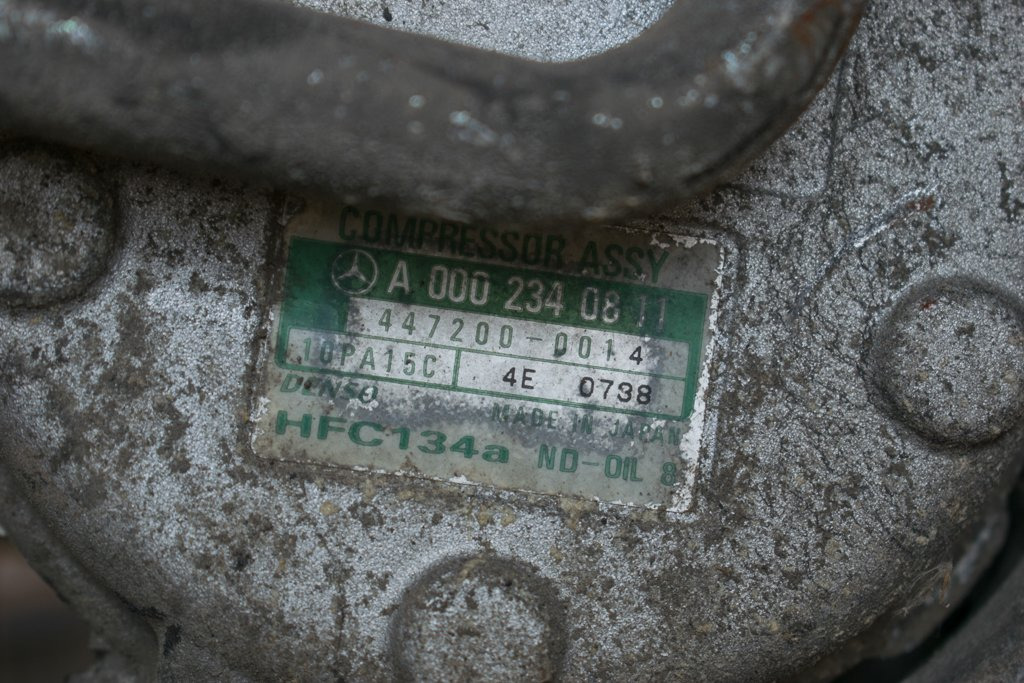 COMPRESSOR ASSY
A 000 234 08 11
447200-0014
10PA15C 4E 0738
DENSO MADE IN JAPAN
HFC134a ND-OIL 8